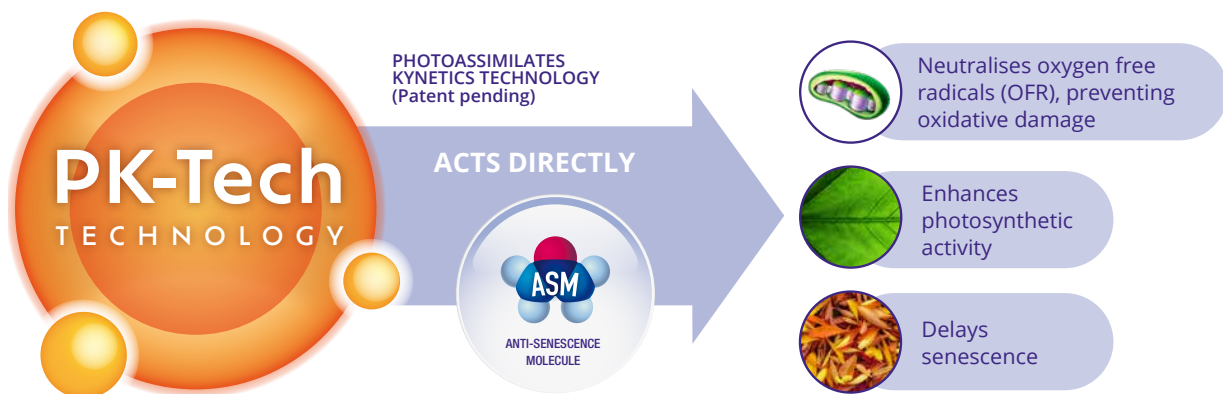 PK-Tech
TECHNOLOGY
PHOTOASSIMILATES
KYNETICS TECHNOLOGY
(Patent pending)
ACTS DIRECTLY
ASM
ANTI-SENESCENCE
MOLECULE
Neutralises oxygen free
radicals (OFR), preventing
oxidative damage
Enhances
photosynthetic
activity
Delays
senescence